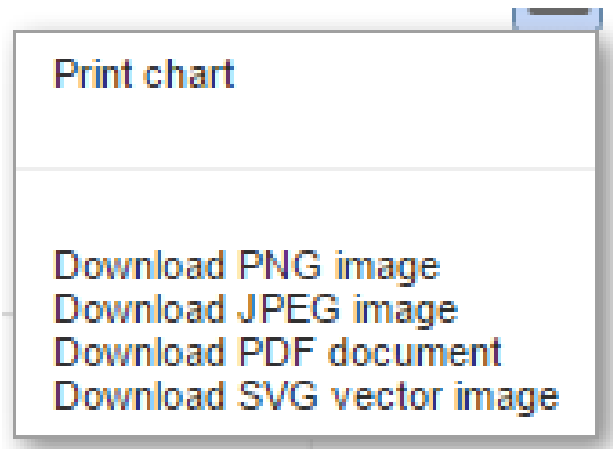 Print chart
Download PNG image
Download JPEG image
Download PDF document
Download SVG vector image